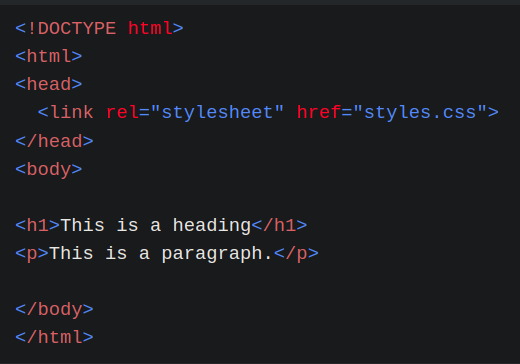 <!DOCTYPE html>
<html>
<head>
  <link rel="stylesheet" href="styles.css">
</head>
<body>

<h1>This is a heading</h1>
<p>This is a paragraph.</p>

</body>
</html>